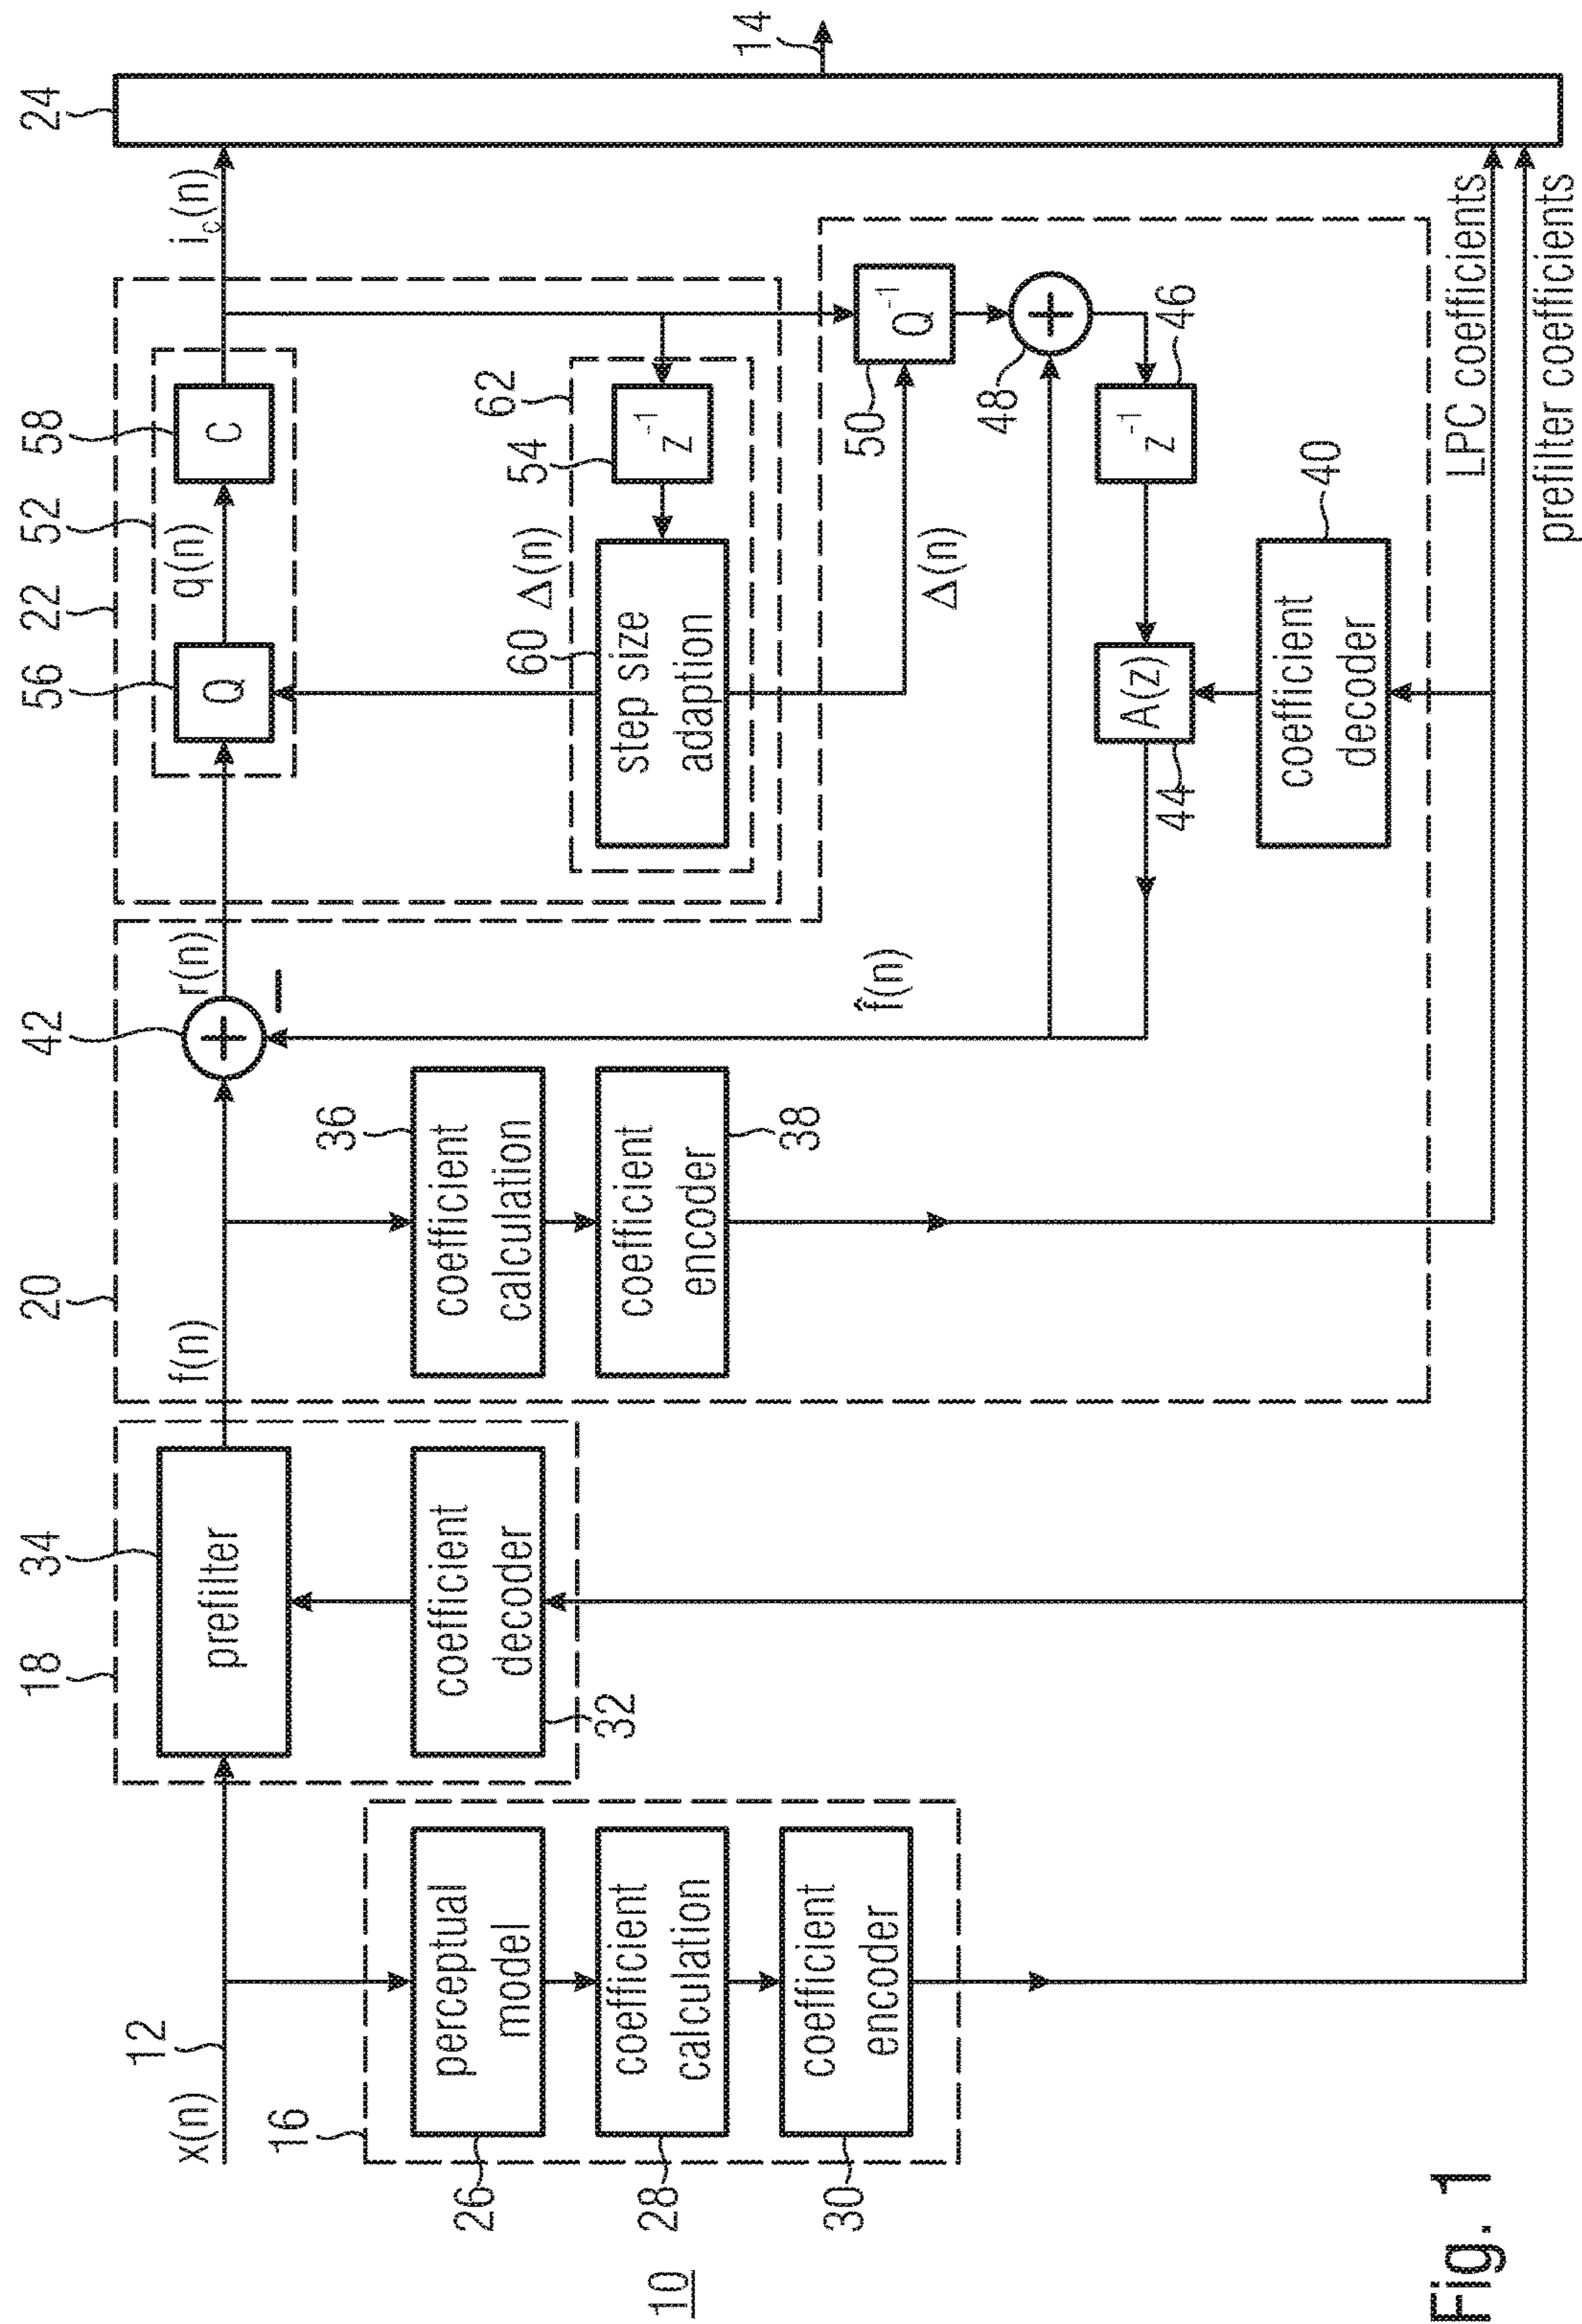 x(n)
12
16
perceptual
model
26
coefficient
calculation
28
coefficient
encoder
30
10
18
34
prefilter
coefficient
decoder
32
f(n)
20
36
coefficient
calculation
coefficient
encoder
38
42
r(n)
−
f̂(n)
22
52
56
Q
q(n)
58
C
i_c(n)
62
54
z⁻¹
60
Δ(n)
step size
adaption
Δ(n)
50
Q⁻¹
48
46
z⁻¹
A(z)
44
40
coefficient
decoder
24
14
LPC coefficients
prefilter coefficients
Fig. 1